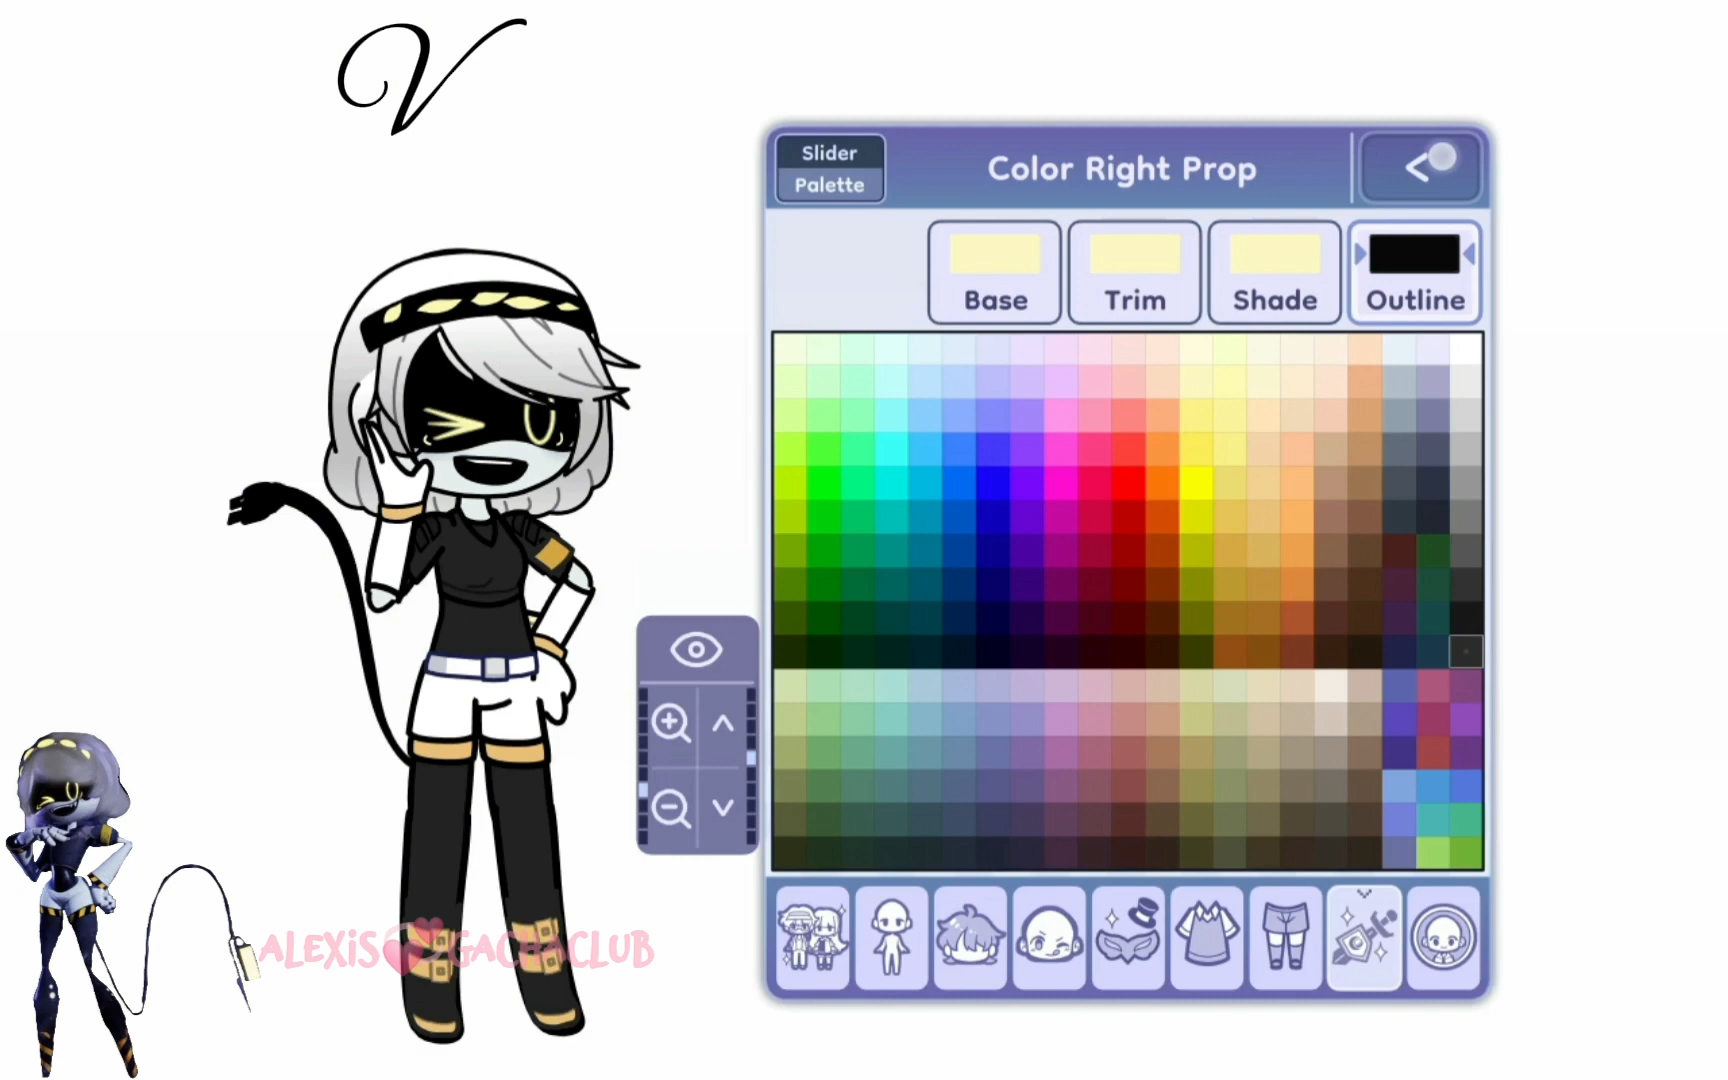 V
Slider
Palette
Color Right Prop
<
Base
Trim
Shade
Outline
ALEXiS GACHACLUB